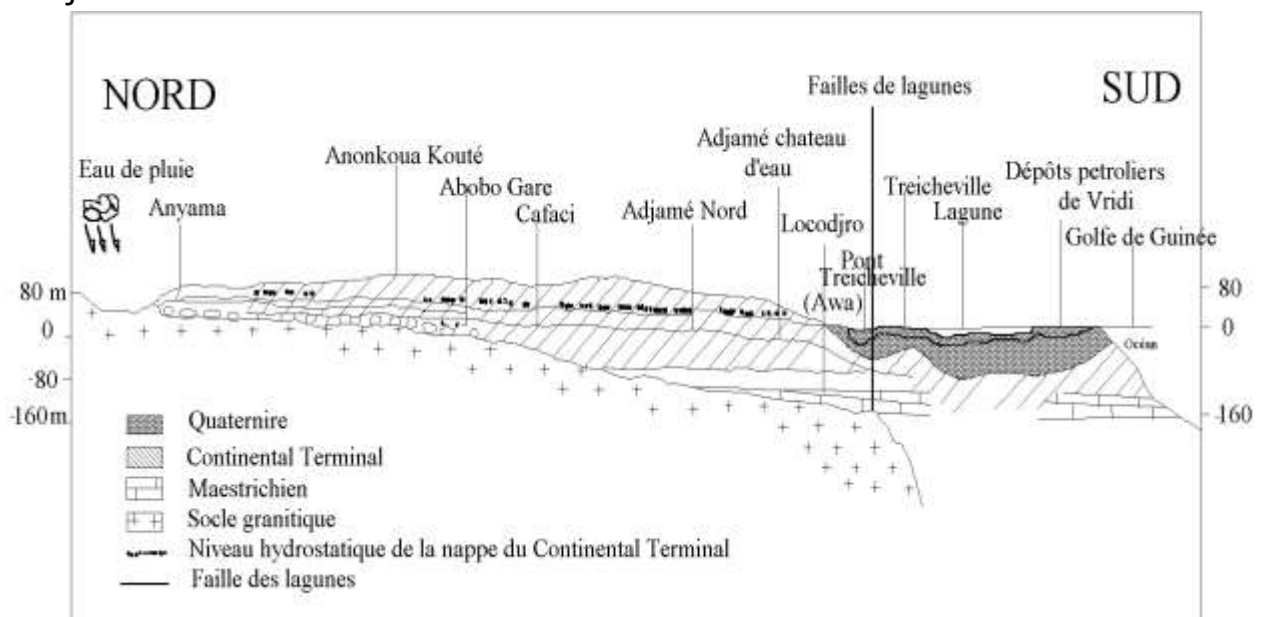 NORD
SUD
Failles de lagunes
Eau de pluie
Anyama
Anonkoua Kouté
Abobo Gare
Cafaci
Adjamé Nord
Adjamé chateau
d'eau
Locodjro
Pont
Treicheville
(Awa)
Treicheville
Lagune
Dépôts petroliers
de Vridi
Golfe de Guinée
Océan
80 m
0
-80
-160 m
80
0
-160
Quaternire
Continental Terminal
Maestrichien
Socle granitique
Niveau hydrostatique de la nappe du Continental Terminal
Faille des lagunes